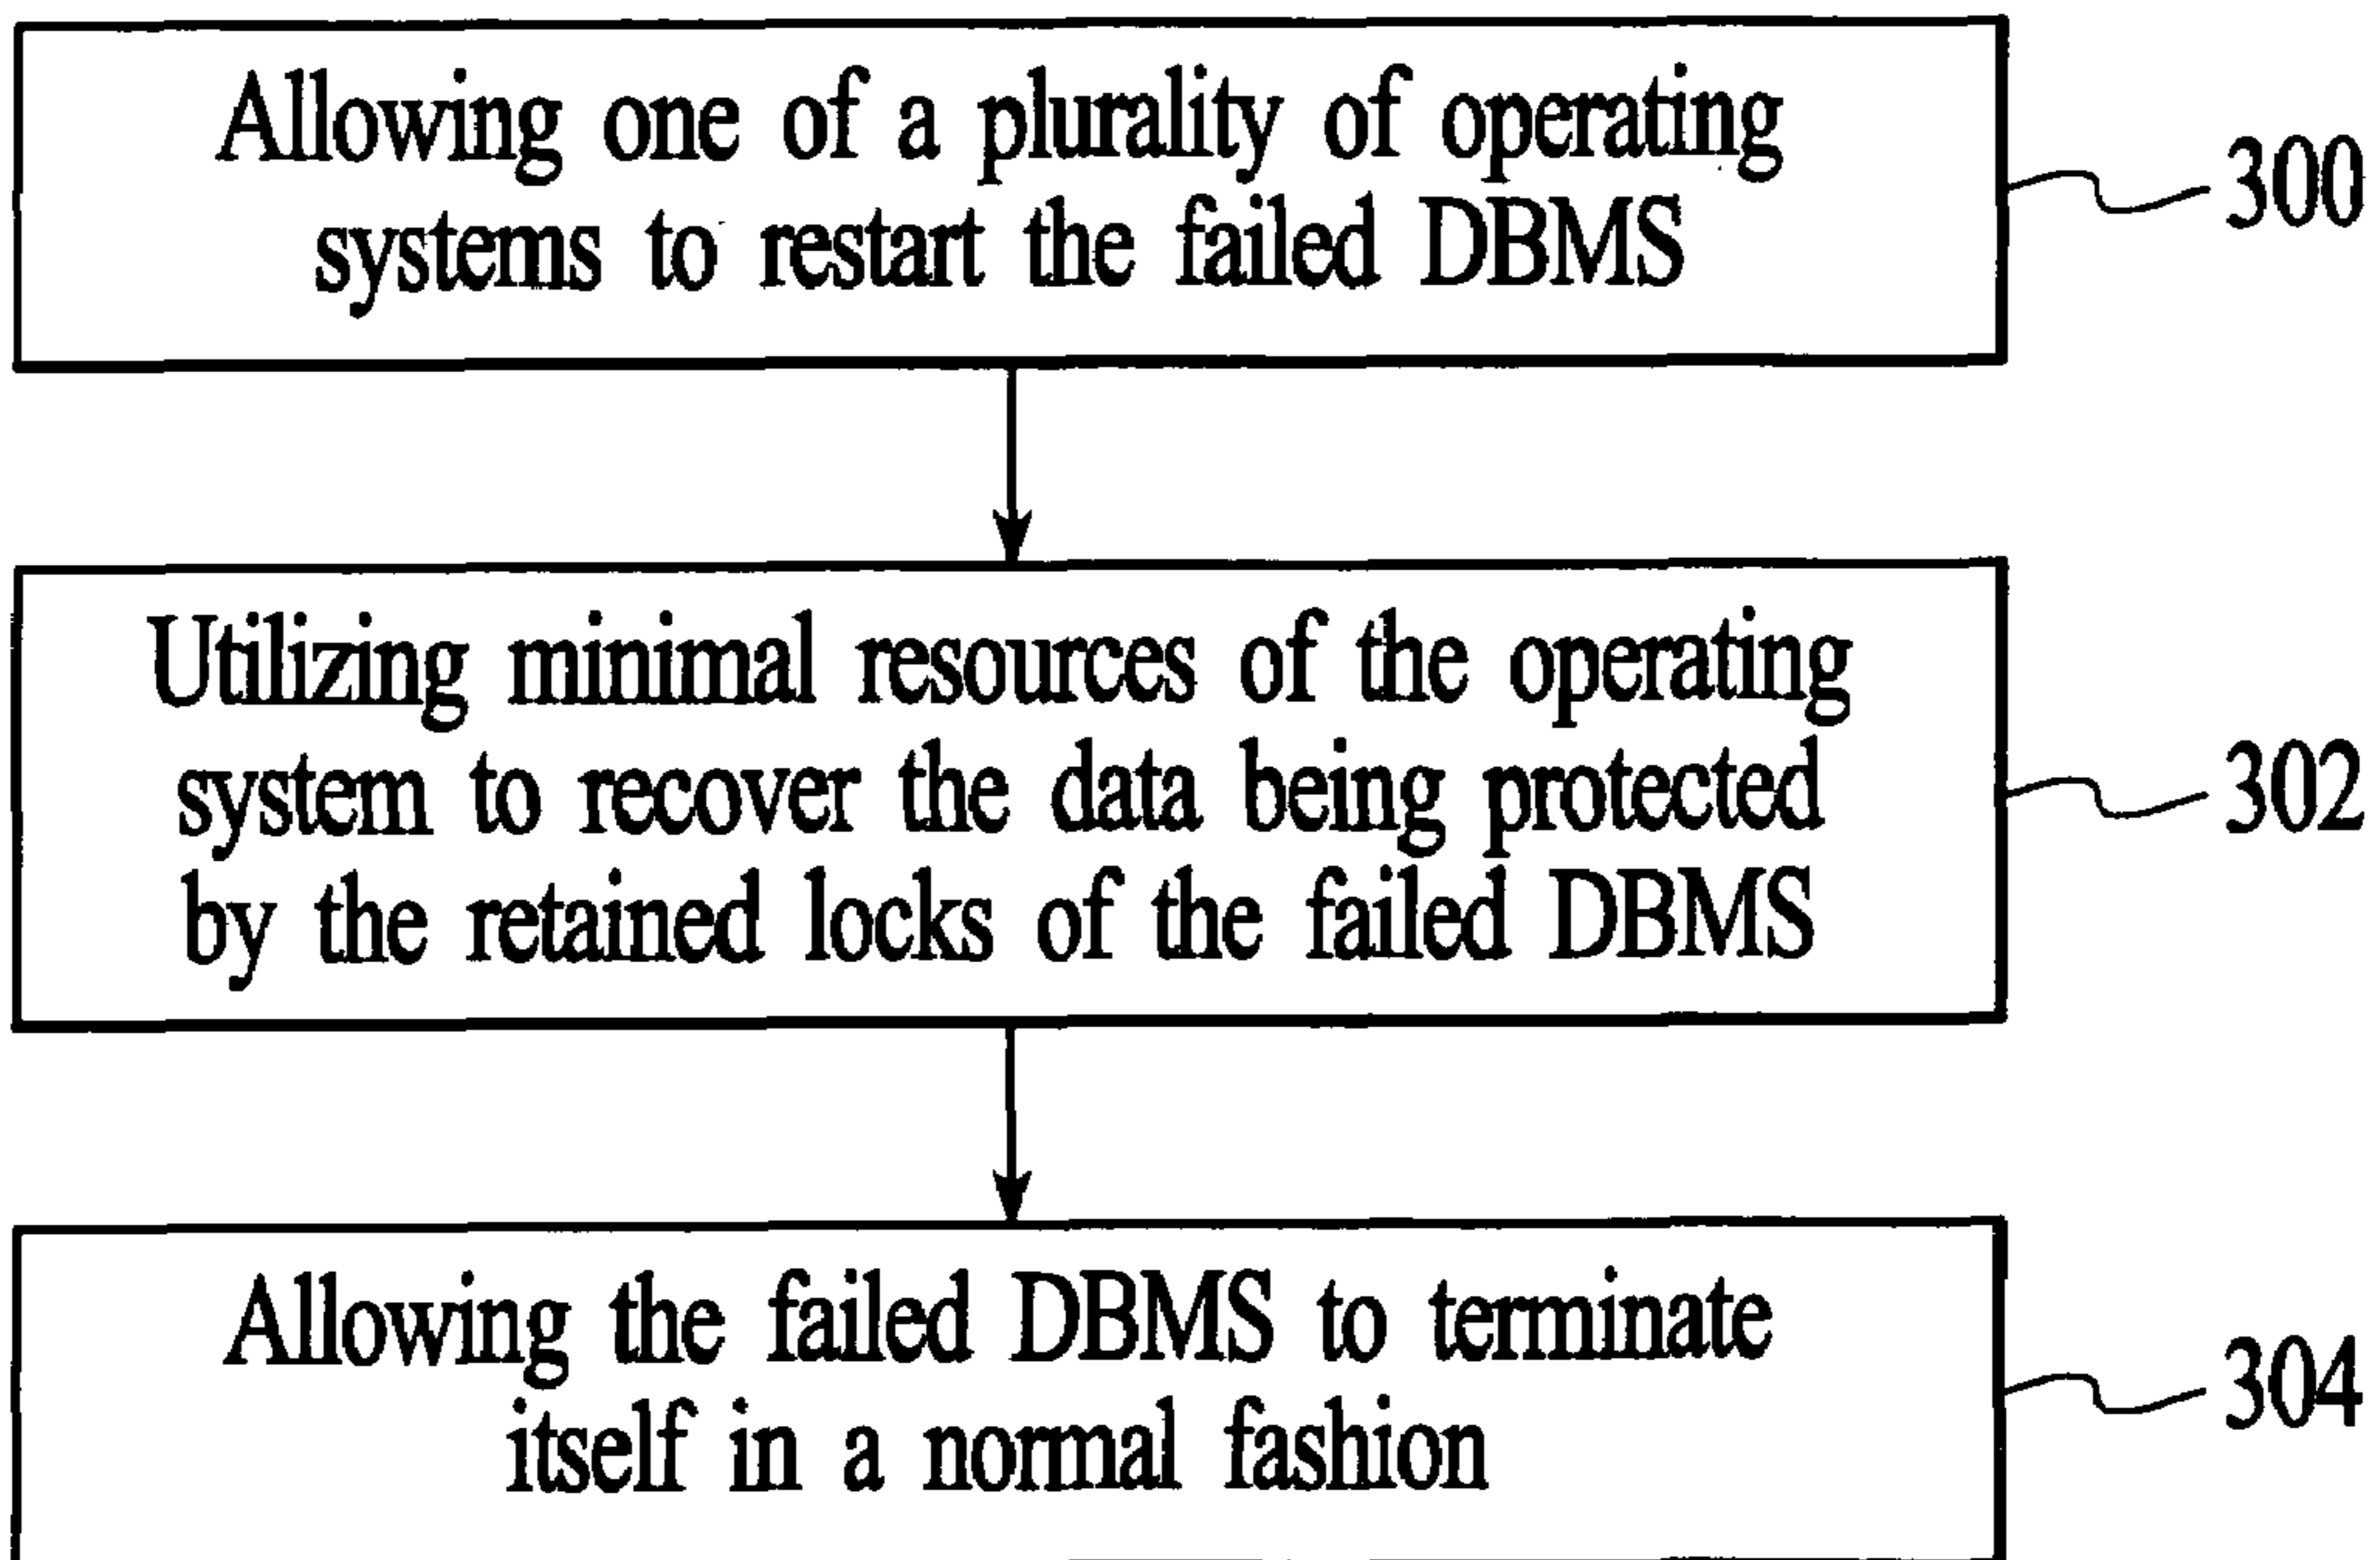 Allowing one of a plurality of operating
systems to restart the failed DBMS
300
Utilizing minimal resources of the operating
system to recover the data being protected
by the retained locks of the failed DBMS
302
Allowing the failed DBMS to terminate
itself in a normal fashion
304